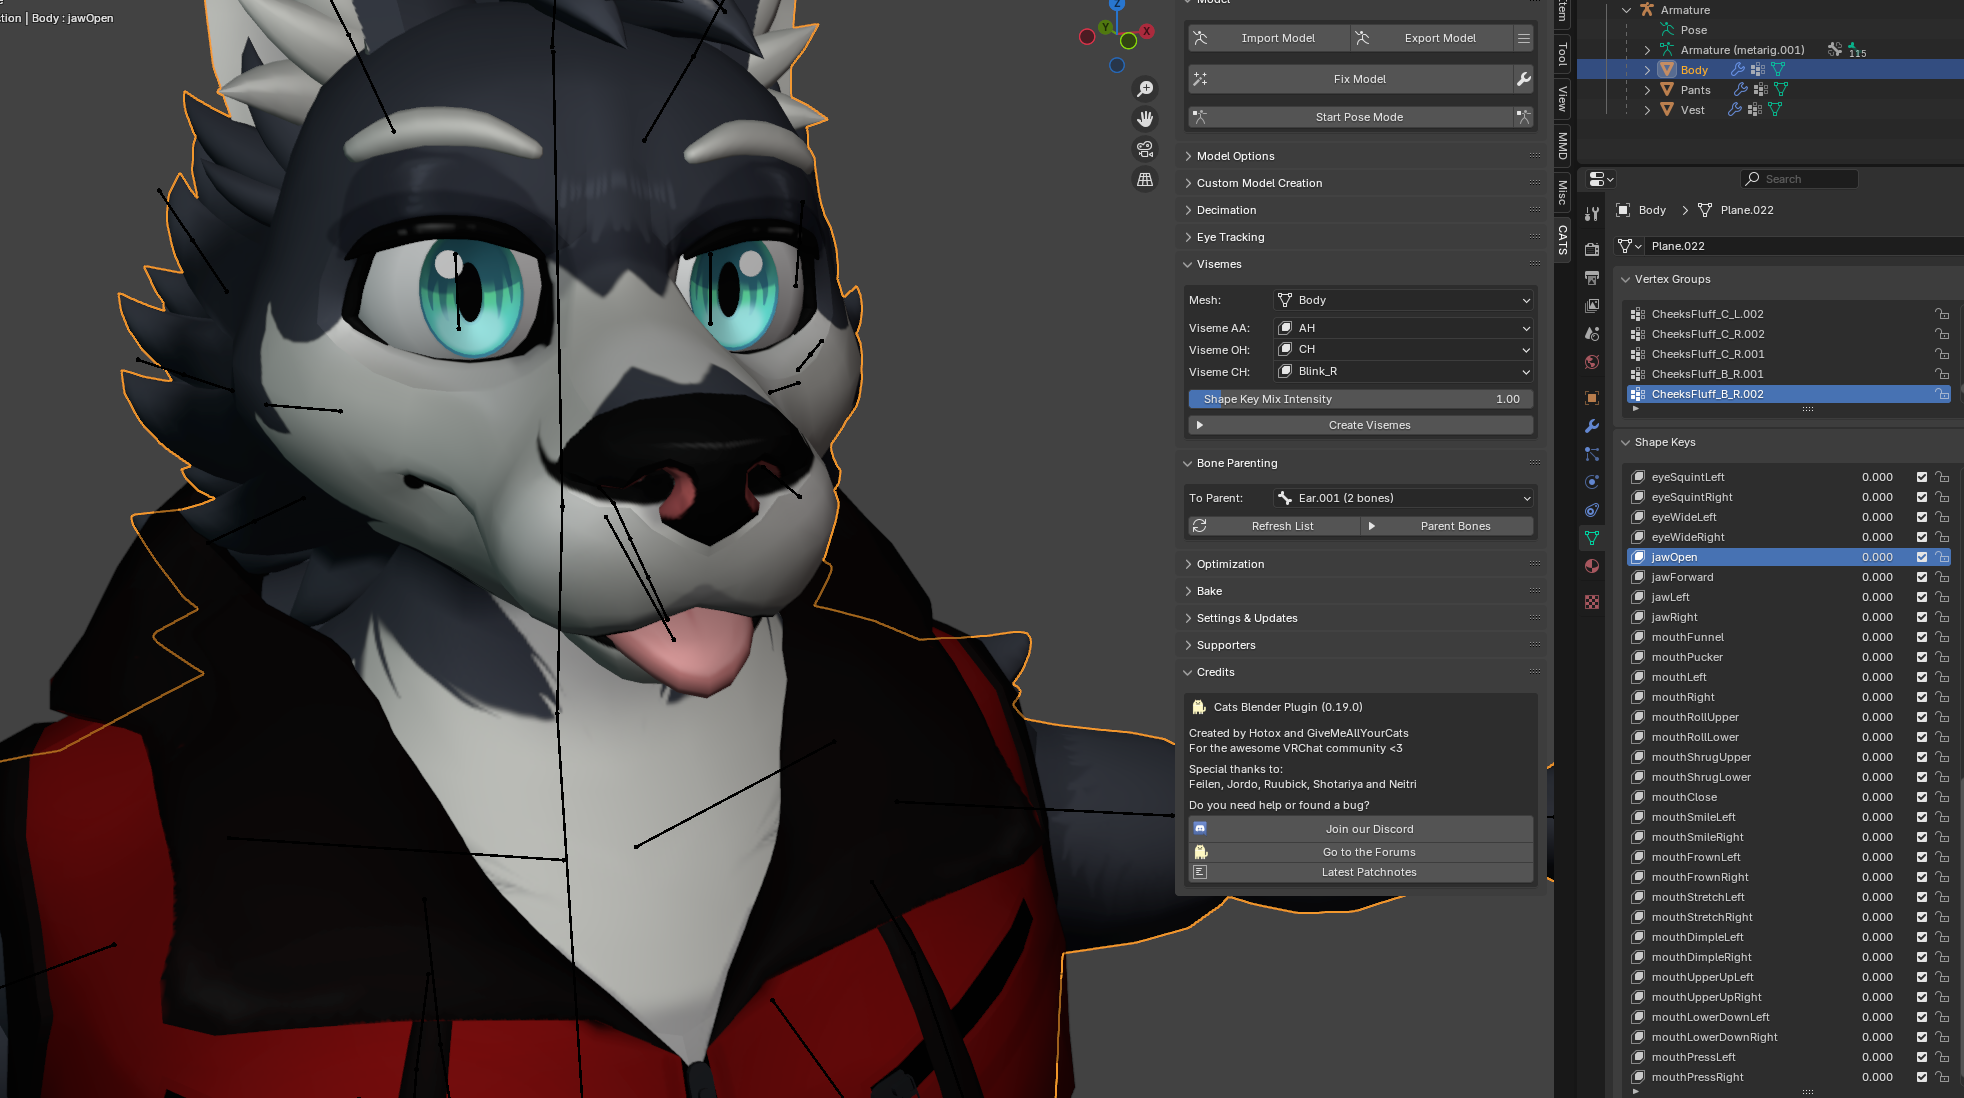 tion | Body : jawOpen
Model
Import Model
Export Model
Fix Model
Start Pose Mode
Model Options
Custom Model Creation
Decimation
Eye Tracking
Visemes
Mesh: Body
Viseme AA: AH
Viseme OH: CH
Viseme CH: Blink_R
Shape Key Mix Intensity 1.00
Create Visemes
Bone Parenting
To Parent: Ear.001 (2 bones)
Refresh List
Parent Bones
Optimization
Bake
Settings & Updates
Supporters
Credits
Cats Blender Plugin (0.19.0)
Created by Hotox and GiveMeAllYourCats
For the awesome VRChat community <3
Special thanks to:
Feilen, Jordo, Ruubick, Shotariya and Neitri
Do you need help or found a bug?
Join our Discord
Go to the Forums
Latest Patchnotes
Item
Tool
View
MMD
Misc
CATS
Armature
Pose
Armature (metarig.001) 115
Body
Pants
Vest
Search
Body > Plane.022
Plane.022
Vertex Groups
CheeksFluff_C_L.002
CheeksFluff_C_R.002
CheeksFluff_C_R.001
CheeksFluff_B_R.001
CheeksFluff_B_R.002
Shape Keys
eyeSquintLeft 0.000
eyeSquintRight 0.000
eyeWideLeft 0.000
eyeWideRight 0.000
jawOpen 0.000
jawForward 0.000
jawLeft 0.000
jawRight 0.000
mouthFunnel 0.000
mouthPucker 0.000
mouthLeft 0.000
mouthRight 0.000
mouthRollUpper 0.000
mouthRollLower 0.000
mouthShrugUpper 0.000
mouthShrugLower 0.000
mouthClose 0.000
mouthSmileLeft 0.000
mouthSmileRight 0.000
mouthFrownLeft 0.000
mouthFrownRight 0.000
mouthStretchLeft 0.000
mouthStretchRight 0.000
mouthDimpleLeft 0.000
mouthDimpleRight 0.000
mouthUpperUpLeft 0.000
mouthUpperUpRight 0.000
mouthLowerDownLeft 0.000
mouthLowerDownRight 0.000
mouthPressLeft 0.000
mouthPressRight 0.000